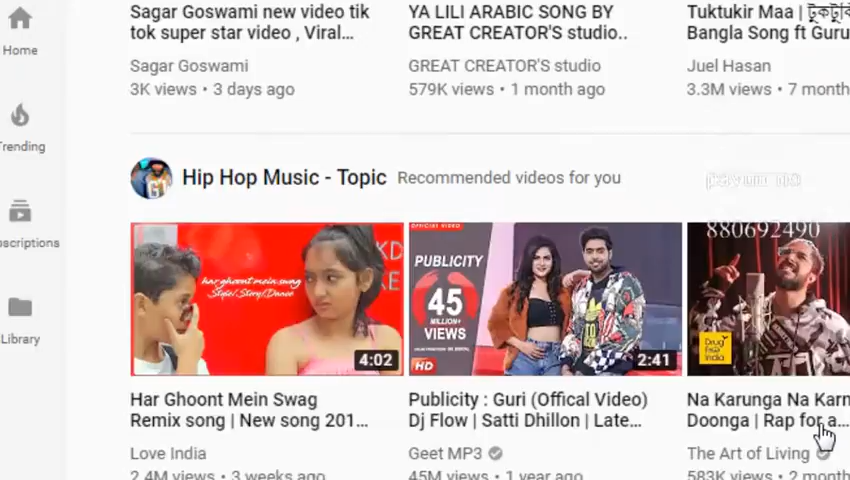 Sagar Goswami new video tik
tok super star video , Viral...
Sagar Goswami
3K views • 3 days ago
YA LILI ARABIC SONG BY
GREAT CREATOR'S studio..
GREAT CREATOR'S studio
579K views • 1 month ago
Tuktukir Maa |
Bangla Song ft Guru
Juel Hasan
3.3M views • 7 month
Home
Trending
Library
Hip Hop Music - Topic
Recommended videos for you
880692490
har ghoont mein swag
Style/Story/Dance
4:02
OFFICIAL VIDEO
PUBLICITY
45
MILLION+
VIEWS
HD
2:41
Drug
Free
India
Har Ghoont Mein Swag
Remix song | New song 201...
Love India
2.4M views • 3 weeks ago
Publicity : Guri (Offical Video)
Dj Flow | Satti Dhillon | Late...
Geet MP3
45M views • 1 year ago
Na Karunga Na Karn
Doonga | Rap for a...
The Art of Living
583K views • 2 month